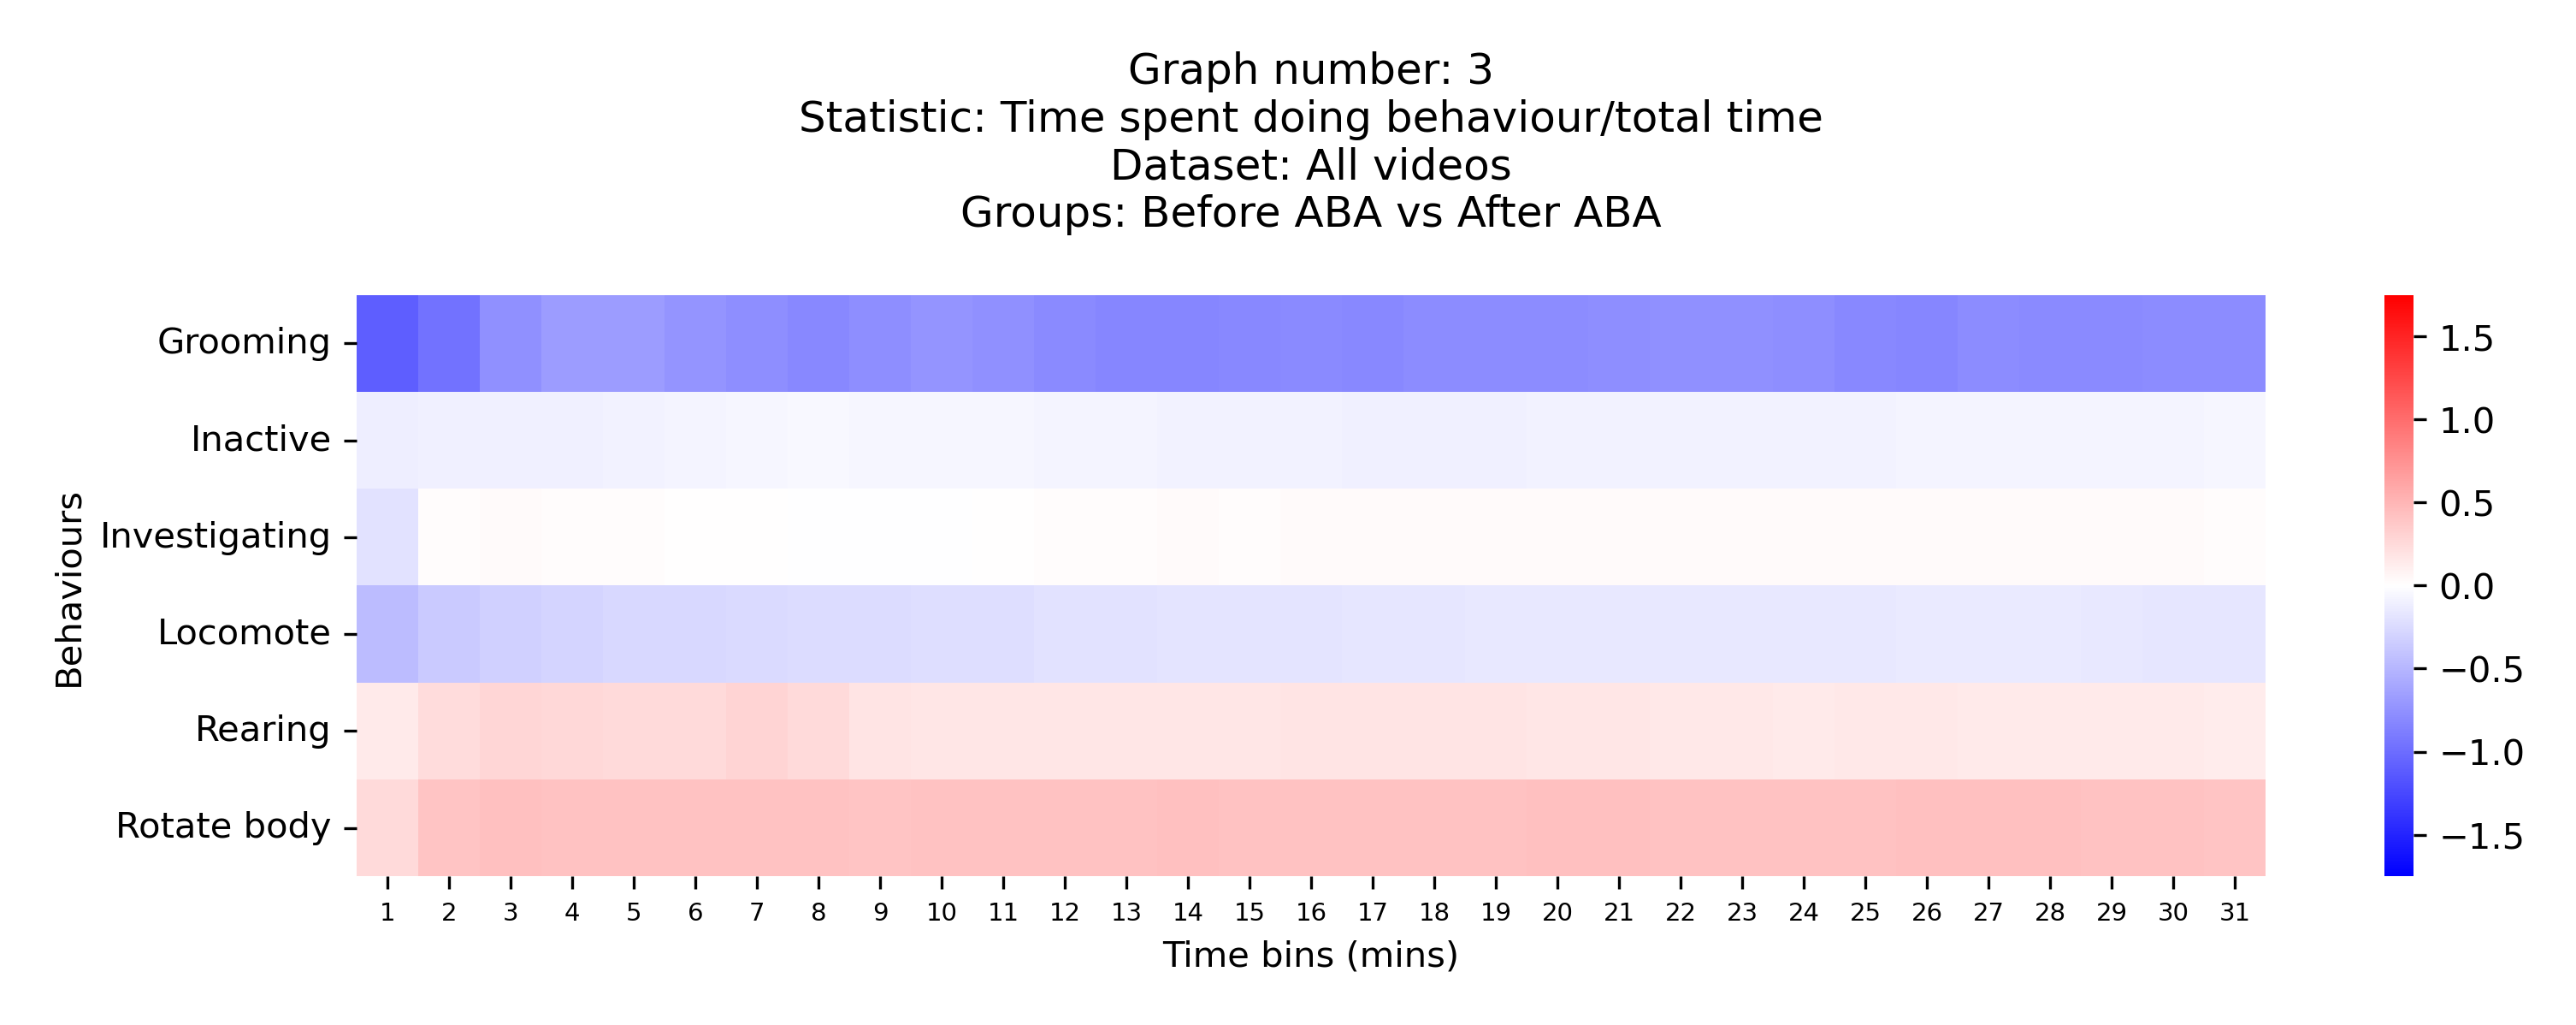 Graph number: 3
Statistic: Time spent doing behaviour/total time
Dataset: All videos
Groups: Before ABA vs After ABA
Behaviours
Grooming
Inactive
Investigating
Locomote
Rearing
Rotate body
1 2 3 4 5 6 7 8 9 10 11 12 13 14 15 16 17 18 19 20 21 22 23 24 25 26 27 28 29 30 31
Time bins (mins)
1.5
1.0
0.5
0.0
−0.5
−1.0
−1.5